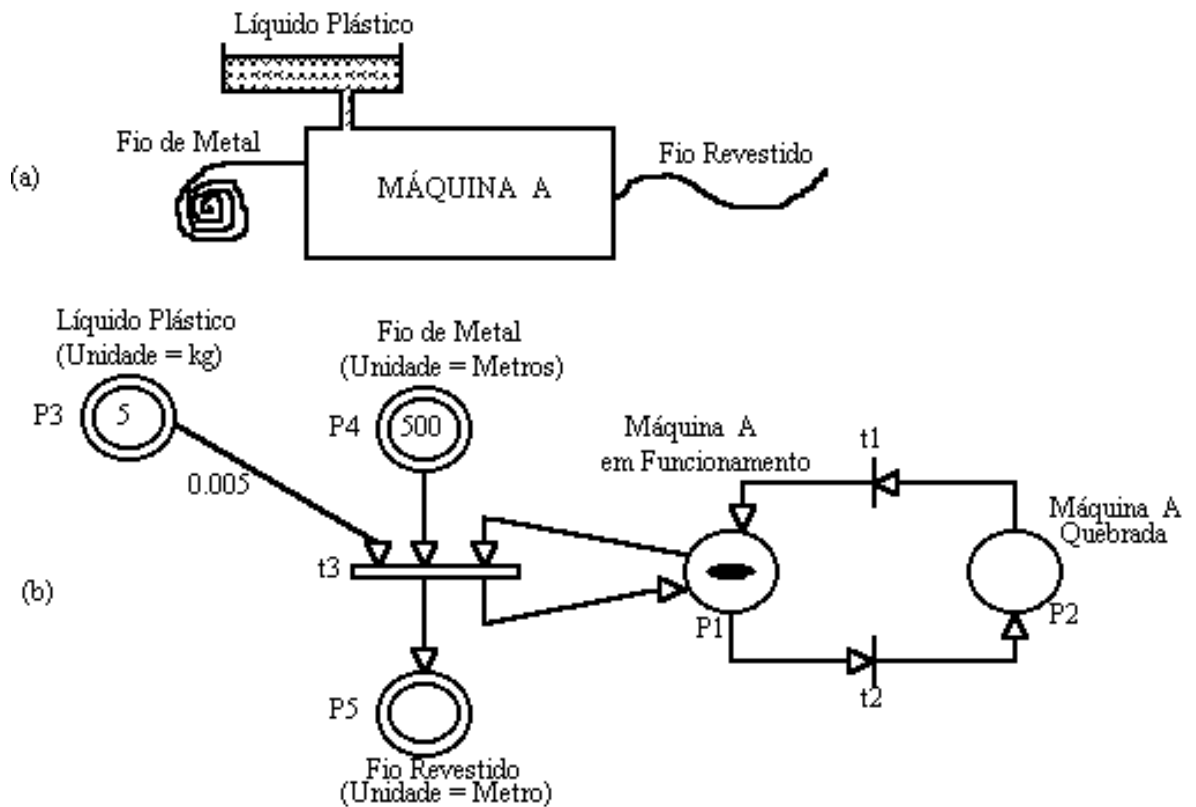 Líquido Plástico
Fio de Metal
Fio Revestido
(a)
MÁQUINA A
Líquido Plástico
(Unidade = kg)
Fio de Metal
(Unidade = Metros)
P3
5
P4
500
Máquina A
em Funcionamento
t1
0.005
Máquina A
Quebrada
t3
(b)
P1
P2
t2
P5
Fio Revestido
(Unidade = Metro)